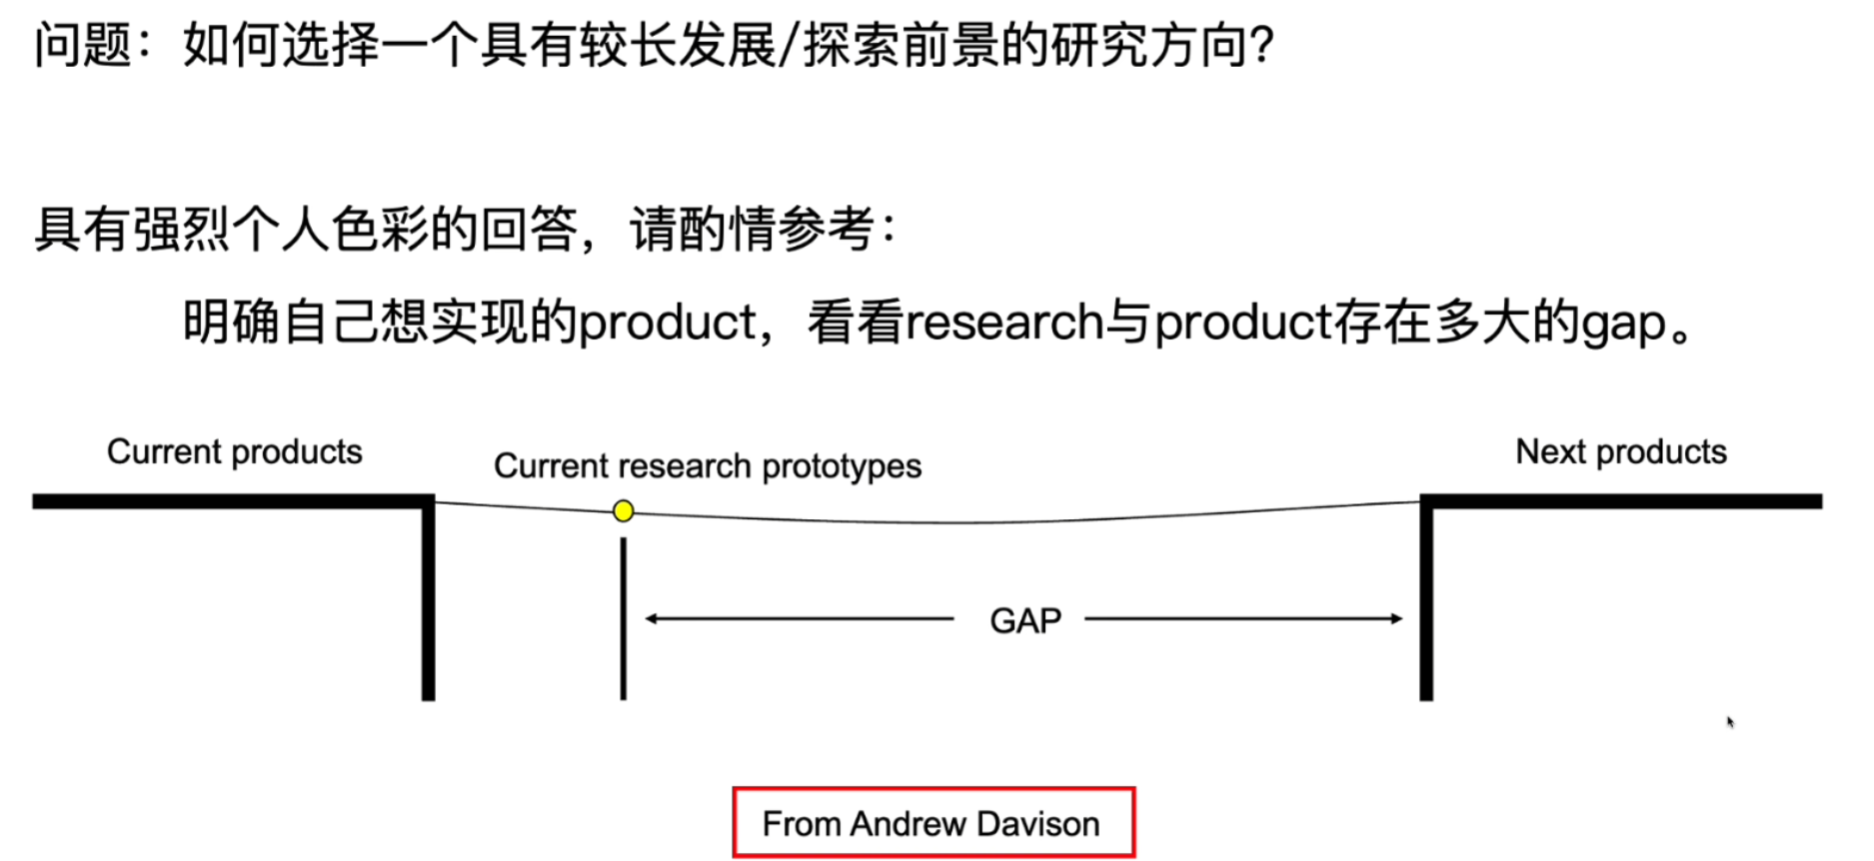 问题：如何选择一个具有较长发展/探索前景的研究方向？
具有强烈个人色彩的回答，请酌情参考：
明确自己想实现的product，看看research与product存在多大的gap。
Current products
Current research prototypes
Next products
GAP
From Andrew Davison